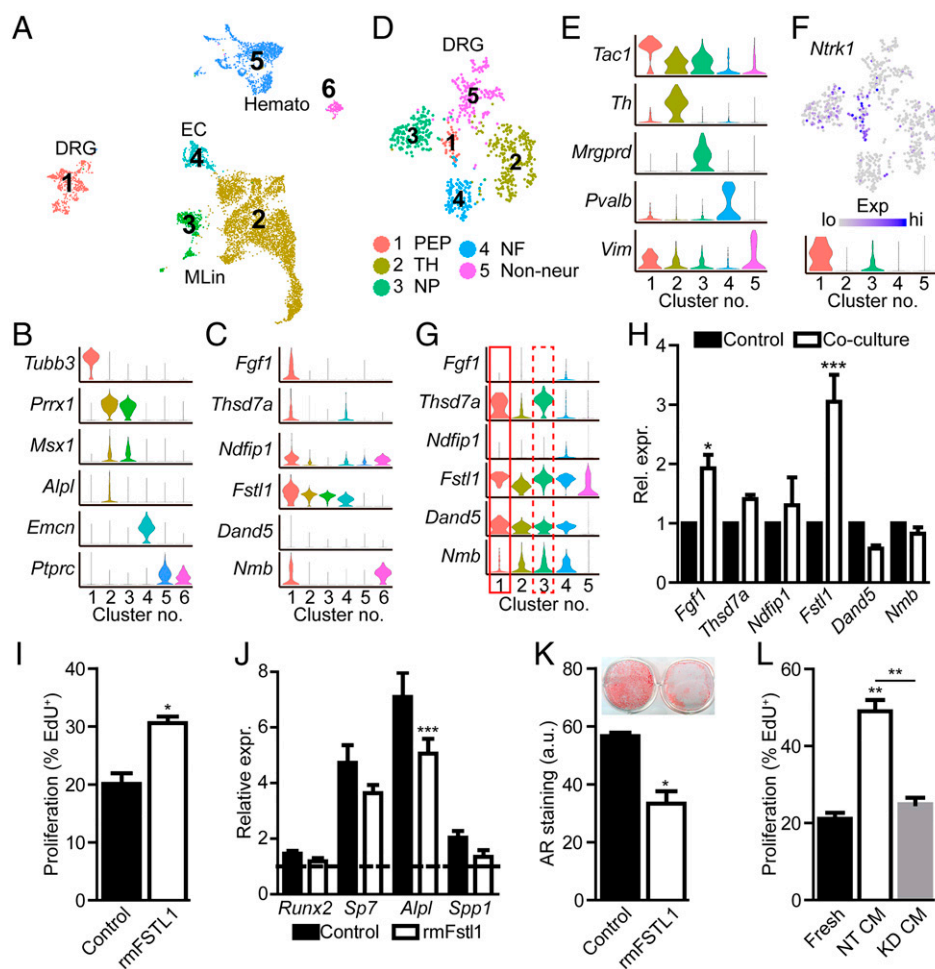 A
DRG
1
EC
4
3
MLin
2
5
Hemato
6
D
DRG
5
3
1
2
4
1 PEP
2 TH
3 NP
4 NF
5 Non-neur
E
Tac1
Th
Mrgprd
Pvalb
Vim
1 2 3 4 5
Cluster no.
F
Ntrk1
Exp
lo hi
1 2 3 4 5
Cluster no.
B
Tubb3
Prrx1
Msx1
Alpl
Emcn
Ptprc
1 2 3 4 5 6
Cluster no.
C
Fgf1
Thsd7a
Ndfip1
Fstl1
Dand5
Nmb
1 2 3 4 5 6
Cluster no.
G
Fgf1
Thsd7a
Ndfip1
Fstl1
Dand5
Nmb
1 2 3 4 5
Cluster no.
H
Control Co-culture
Rel. expr.
4
3
2
1
0
* ***
Fgf1 Thsd7a Ndfip1 Fstl1 Dand5 Nmb
I
Proliferation (% EdU+)
40
30
20
10
0
*
Control rmFSTL1
J
Relative expr.
8
6
4
2
0
***
Runx2 Sp7 Alpl Spp1
Control rmFstl1
K
AR staining (a.u.)
80
60
40
20
0
*
Control rmFSTL1
L
Proliferation (% EdU+)
60
40
20
0
** **
Fresh NT CM KD CM